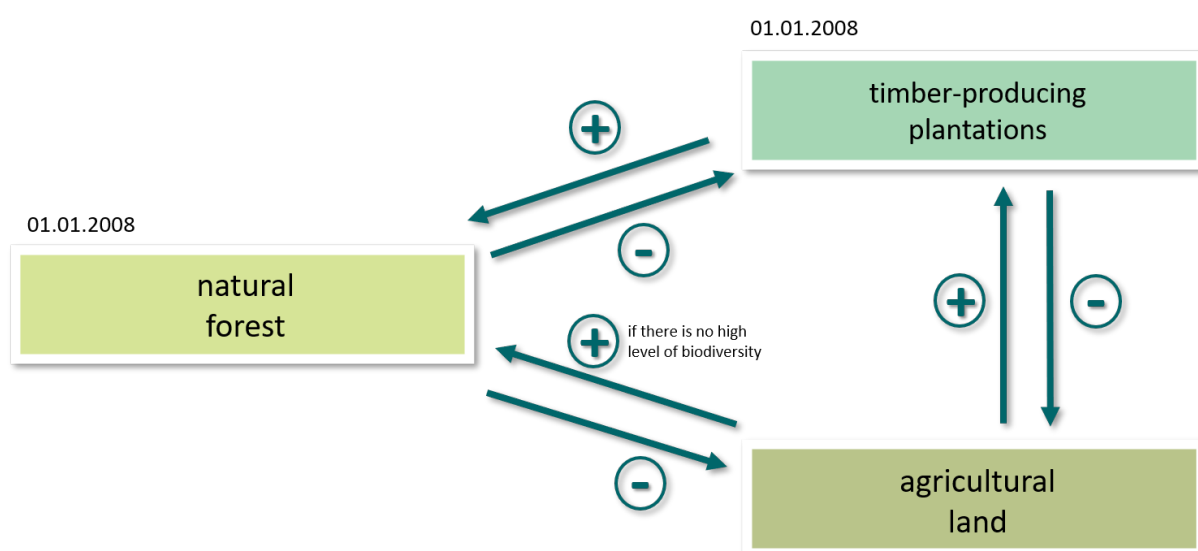 01.01.2008
timber-producing
plantations
+
01.01.2008
-
natural
forest
+
-
+
if there is no high
level of biodiversity
-
agricultural
land